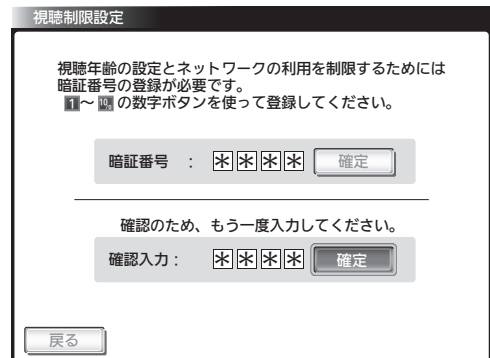 視聴制限設定
視聴年齢の設定とネットワークの利用を制限するためには
暗証番号の登録が必要です。
1～10 の数字ボタンを使って登録してください。
暗証番号 : ＊＊＊＊ 確定
確認のため、もう一度入力してください。
確認入力 : ＊＊＊＊ 確定
戻る